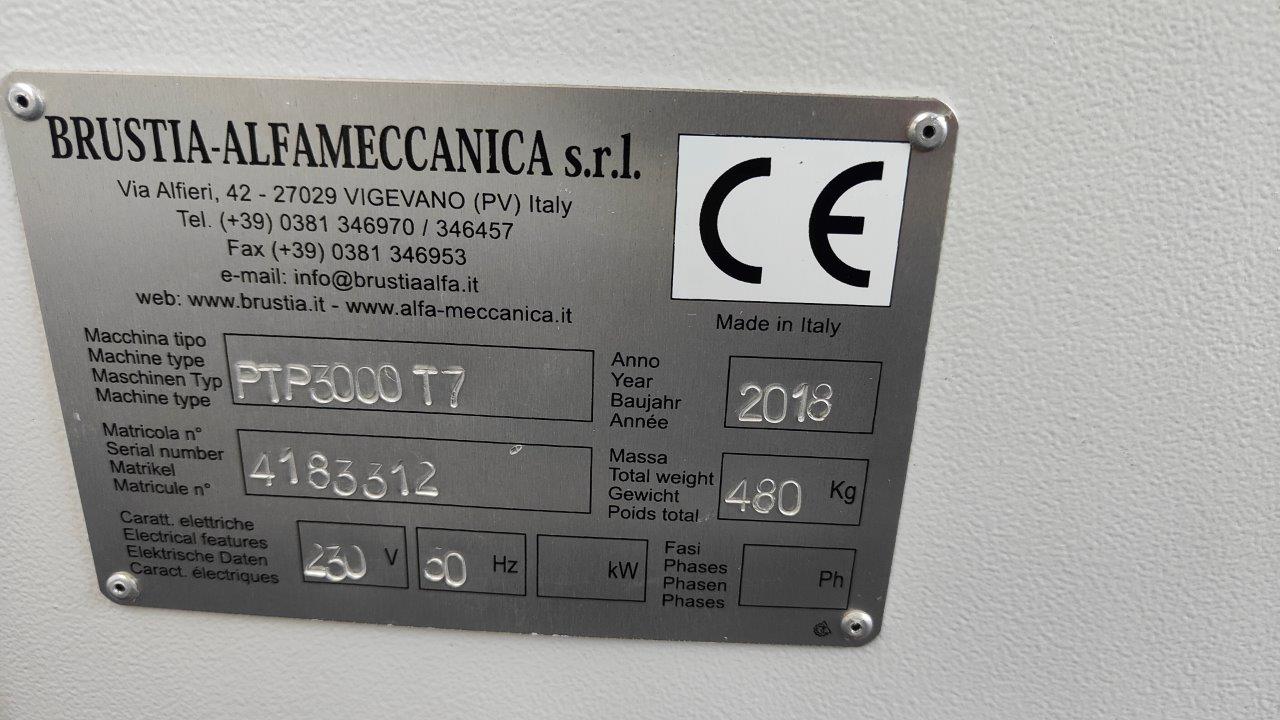 BRUSTIA-ALFAMECCANICA s.r.l.
Via Alfieri, 42 - 27029 VIGEVANO (PV) Italy
Tel. (+39) 0381 346970 / 346457
Fax (+39) 0381 346953
e-mail: info@brustiaalfa.it
web: www.brustia.it - www.alfa-meccanica.it
CE
Made in Italy
Macchina tipo
Machine type
Maschinen Typ
Machine type
PTP3000 T7
Anno
Year
Baujahr
Année
2018
Matricola n°
Serial number
Matrikel
Matricule n°
4183312
Massa
Total weight
Gewicht
Poids total
480 Kg
Caratt. elettriche
Electrical features
Elektrische Daten
Caract. électriques
230 V
50 Hz
kW
Fasi
Phases
Phasen
Phases
Ph